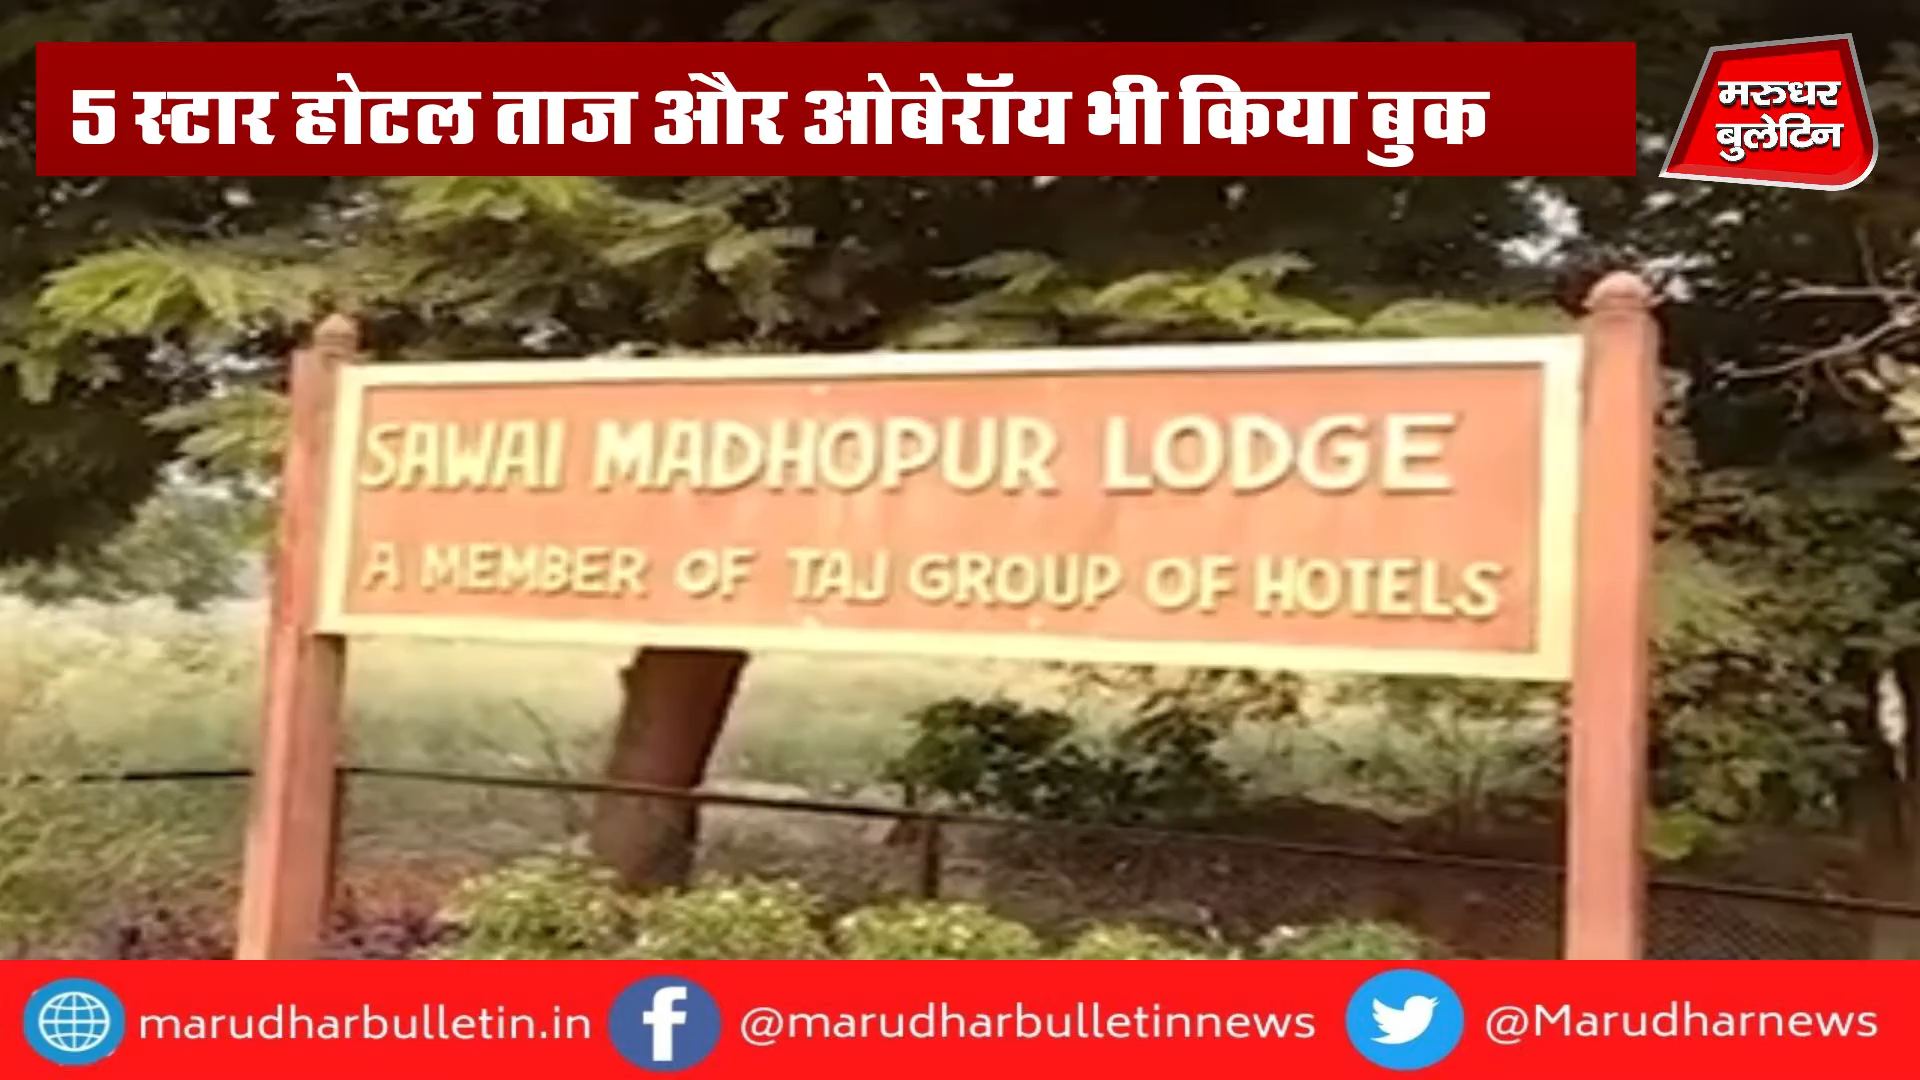 5 स्टार होटल ताज और ओबेरॉय भी किया बुक
मरुधर
बुलेटिन
SAWAI MADHOPUR LODGE
A MEMBER OF TAJ GROUP OF HOTELS
marudharbulletin.in
@marudharbulletinnews
@Marudharnews